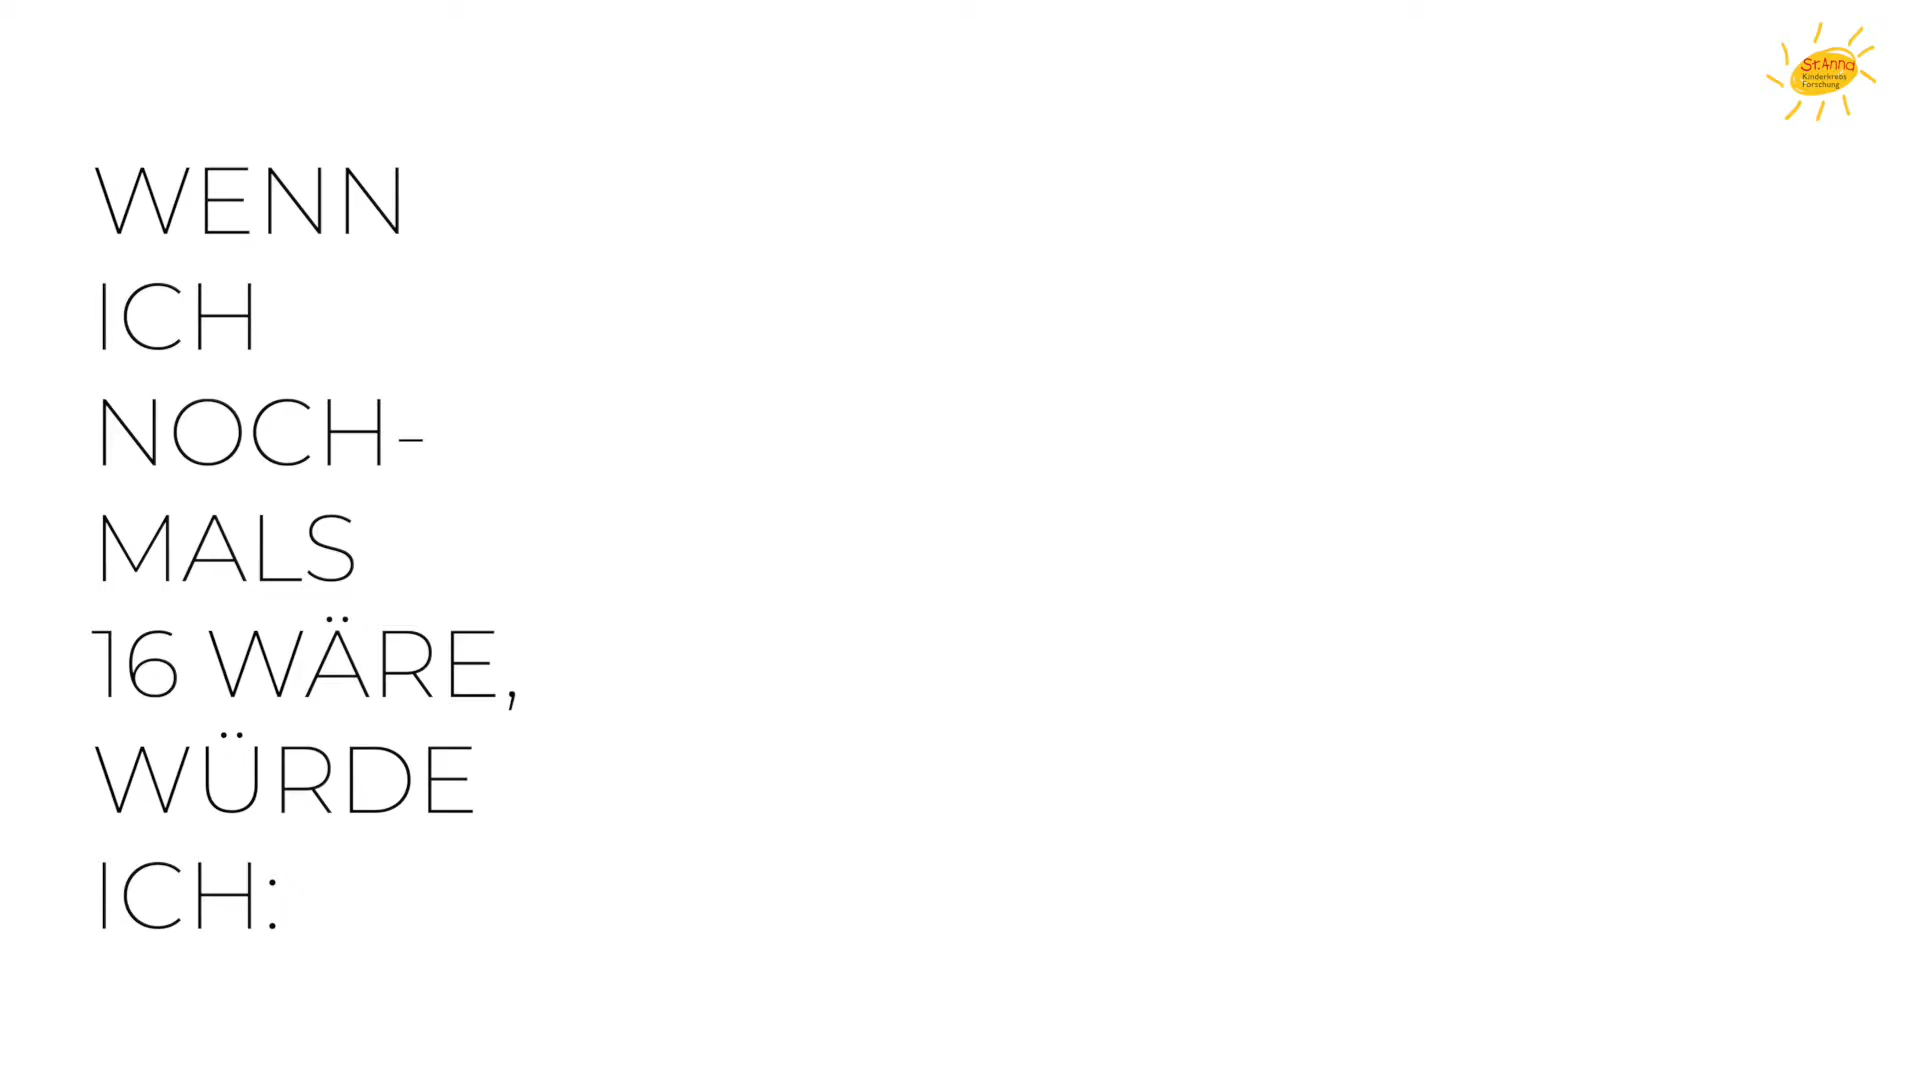 St. Anna
Kinderkrebs
Forschung
WENN
ICH
NOCH-
MALS
16 WÄRE,
WÜRDE
ICH: